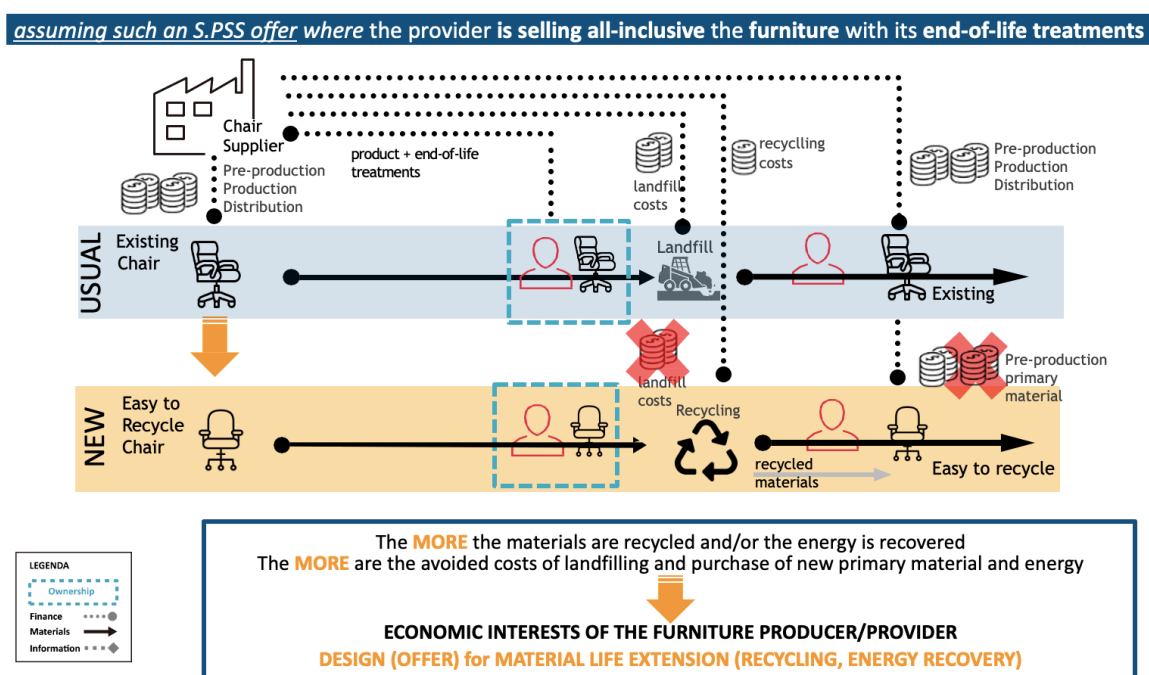 assuming such an S.PSS offer where the provider is selling all-inclusive the furniture with its end-of-life treatments
Chair
Supplier
product + end-of-life
treatments
Pre-production
Production
Distribution
landfill
costs
recyclling
costs
Pre-production
Production
Distribution
USUAL
Existing
Chair
Landfill
Existing
landfill
costs
Pre-production
primary
material
NEW
Easy to
Recycle
Chair
Recycling
recycled
materials
Easy to recycle
The MORE the materials are recycled and/or the energy is recovered
The MORE are the avoided costs of landfilling and purchase of new primary material and energy
ECONOMIC INTERESTS OF THE FURNITURE PRODUCER/PROVIDER
DESIGN (OFFER) for MATERIAL LIFE EXTENSION (RECYCLING, ENERGY RECOVERY)
LEGENDA
Ownership
Finance
Materials
Information